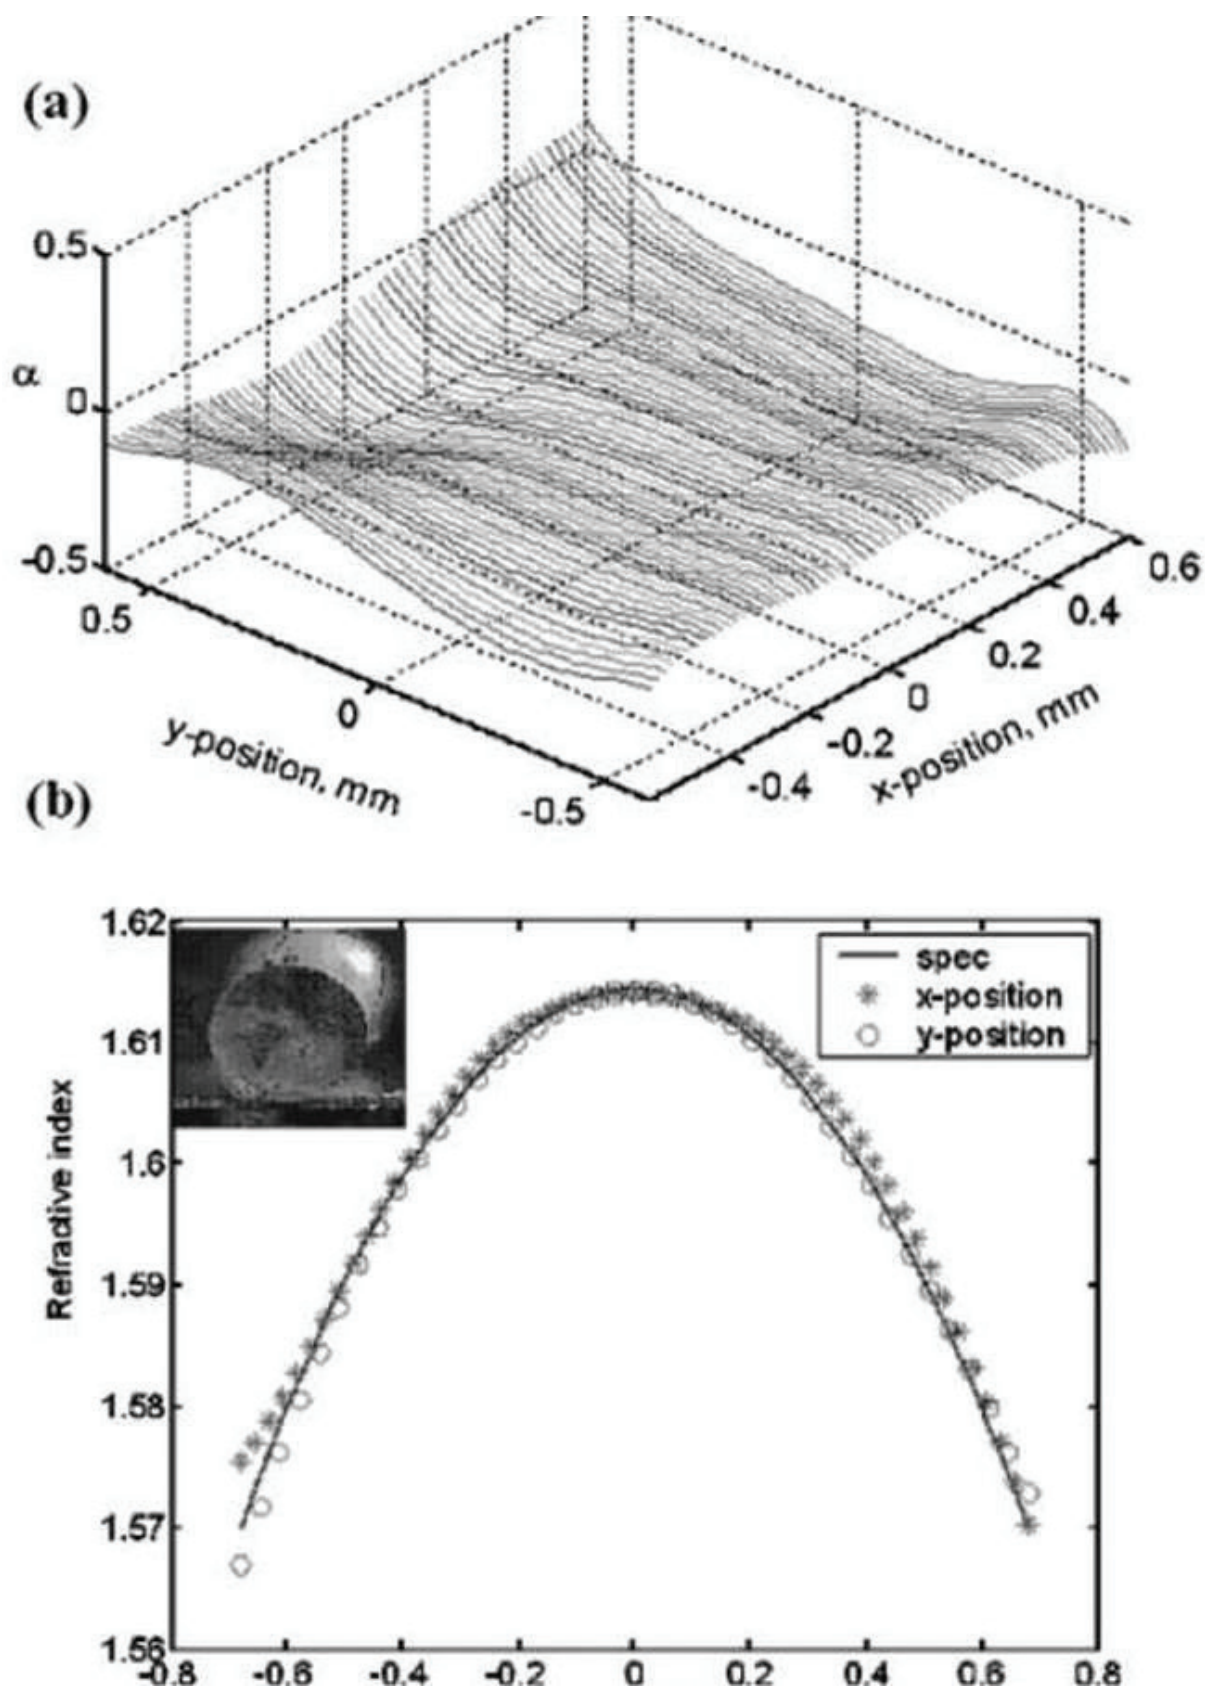 (a)
0.5
α
0
-0.5
0.5
0
-0.5
y-position, mm
0.6
0.4
0.2
0
-0.2
-0.4
x-position, mm
(b)
1.62
1.61
1.6
1.59
1.58
1.57
1.56
Refractive index
spec
x-position
y-position
-0.8 -0.6 -0.4 -0.2 0 0.2 0.4 0.6 0.8